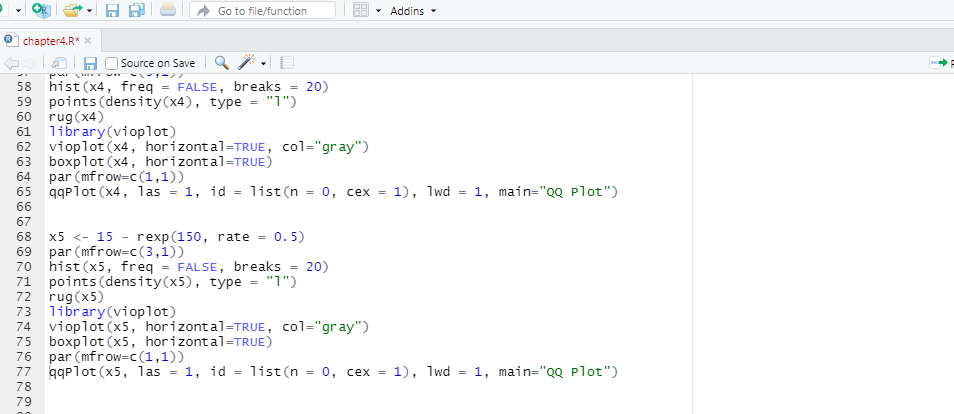 Go to file/function Addins
chapter4.R*
Source on Save
58 hist(x4, freq = FALSE, breaks = 20)
59 points(density(x4), type = "l")
60 rug(x4)
61 library(vioplot)
62 vioplot(x4, horizontal=TRUE, col="gray")
63 boxplot(x4, horizontal=TRUE)
64 par(mfrow=c(1,1))
65 qqPlot(x4, las = 1, id = list(n = 0, cex = 1), lwd = 1, main="QQ Plot")
66
67
68 x5 <- 15 - rexp(150, rate = 0.5)
69 par(mfrow=c(3,1))
70 hist(x5, freq = FALSE, breaks = 20)
71 points(density(x5), type = "l")
72 rug(x5)
73 library(vioplot)
74 vioplot(x5, horizontal=TRUE, col="gray")
75 boxplot(x5, horizontal=TRUE)
76 par(mfrow=c(1,1))
77 qqPlot(x5, las = 1, id = list(n = 0, cex = 1), lwd = 1, main="QQ Plot")
78
79